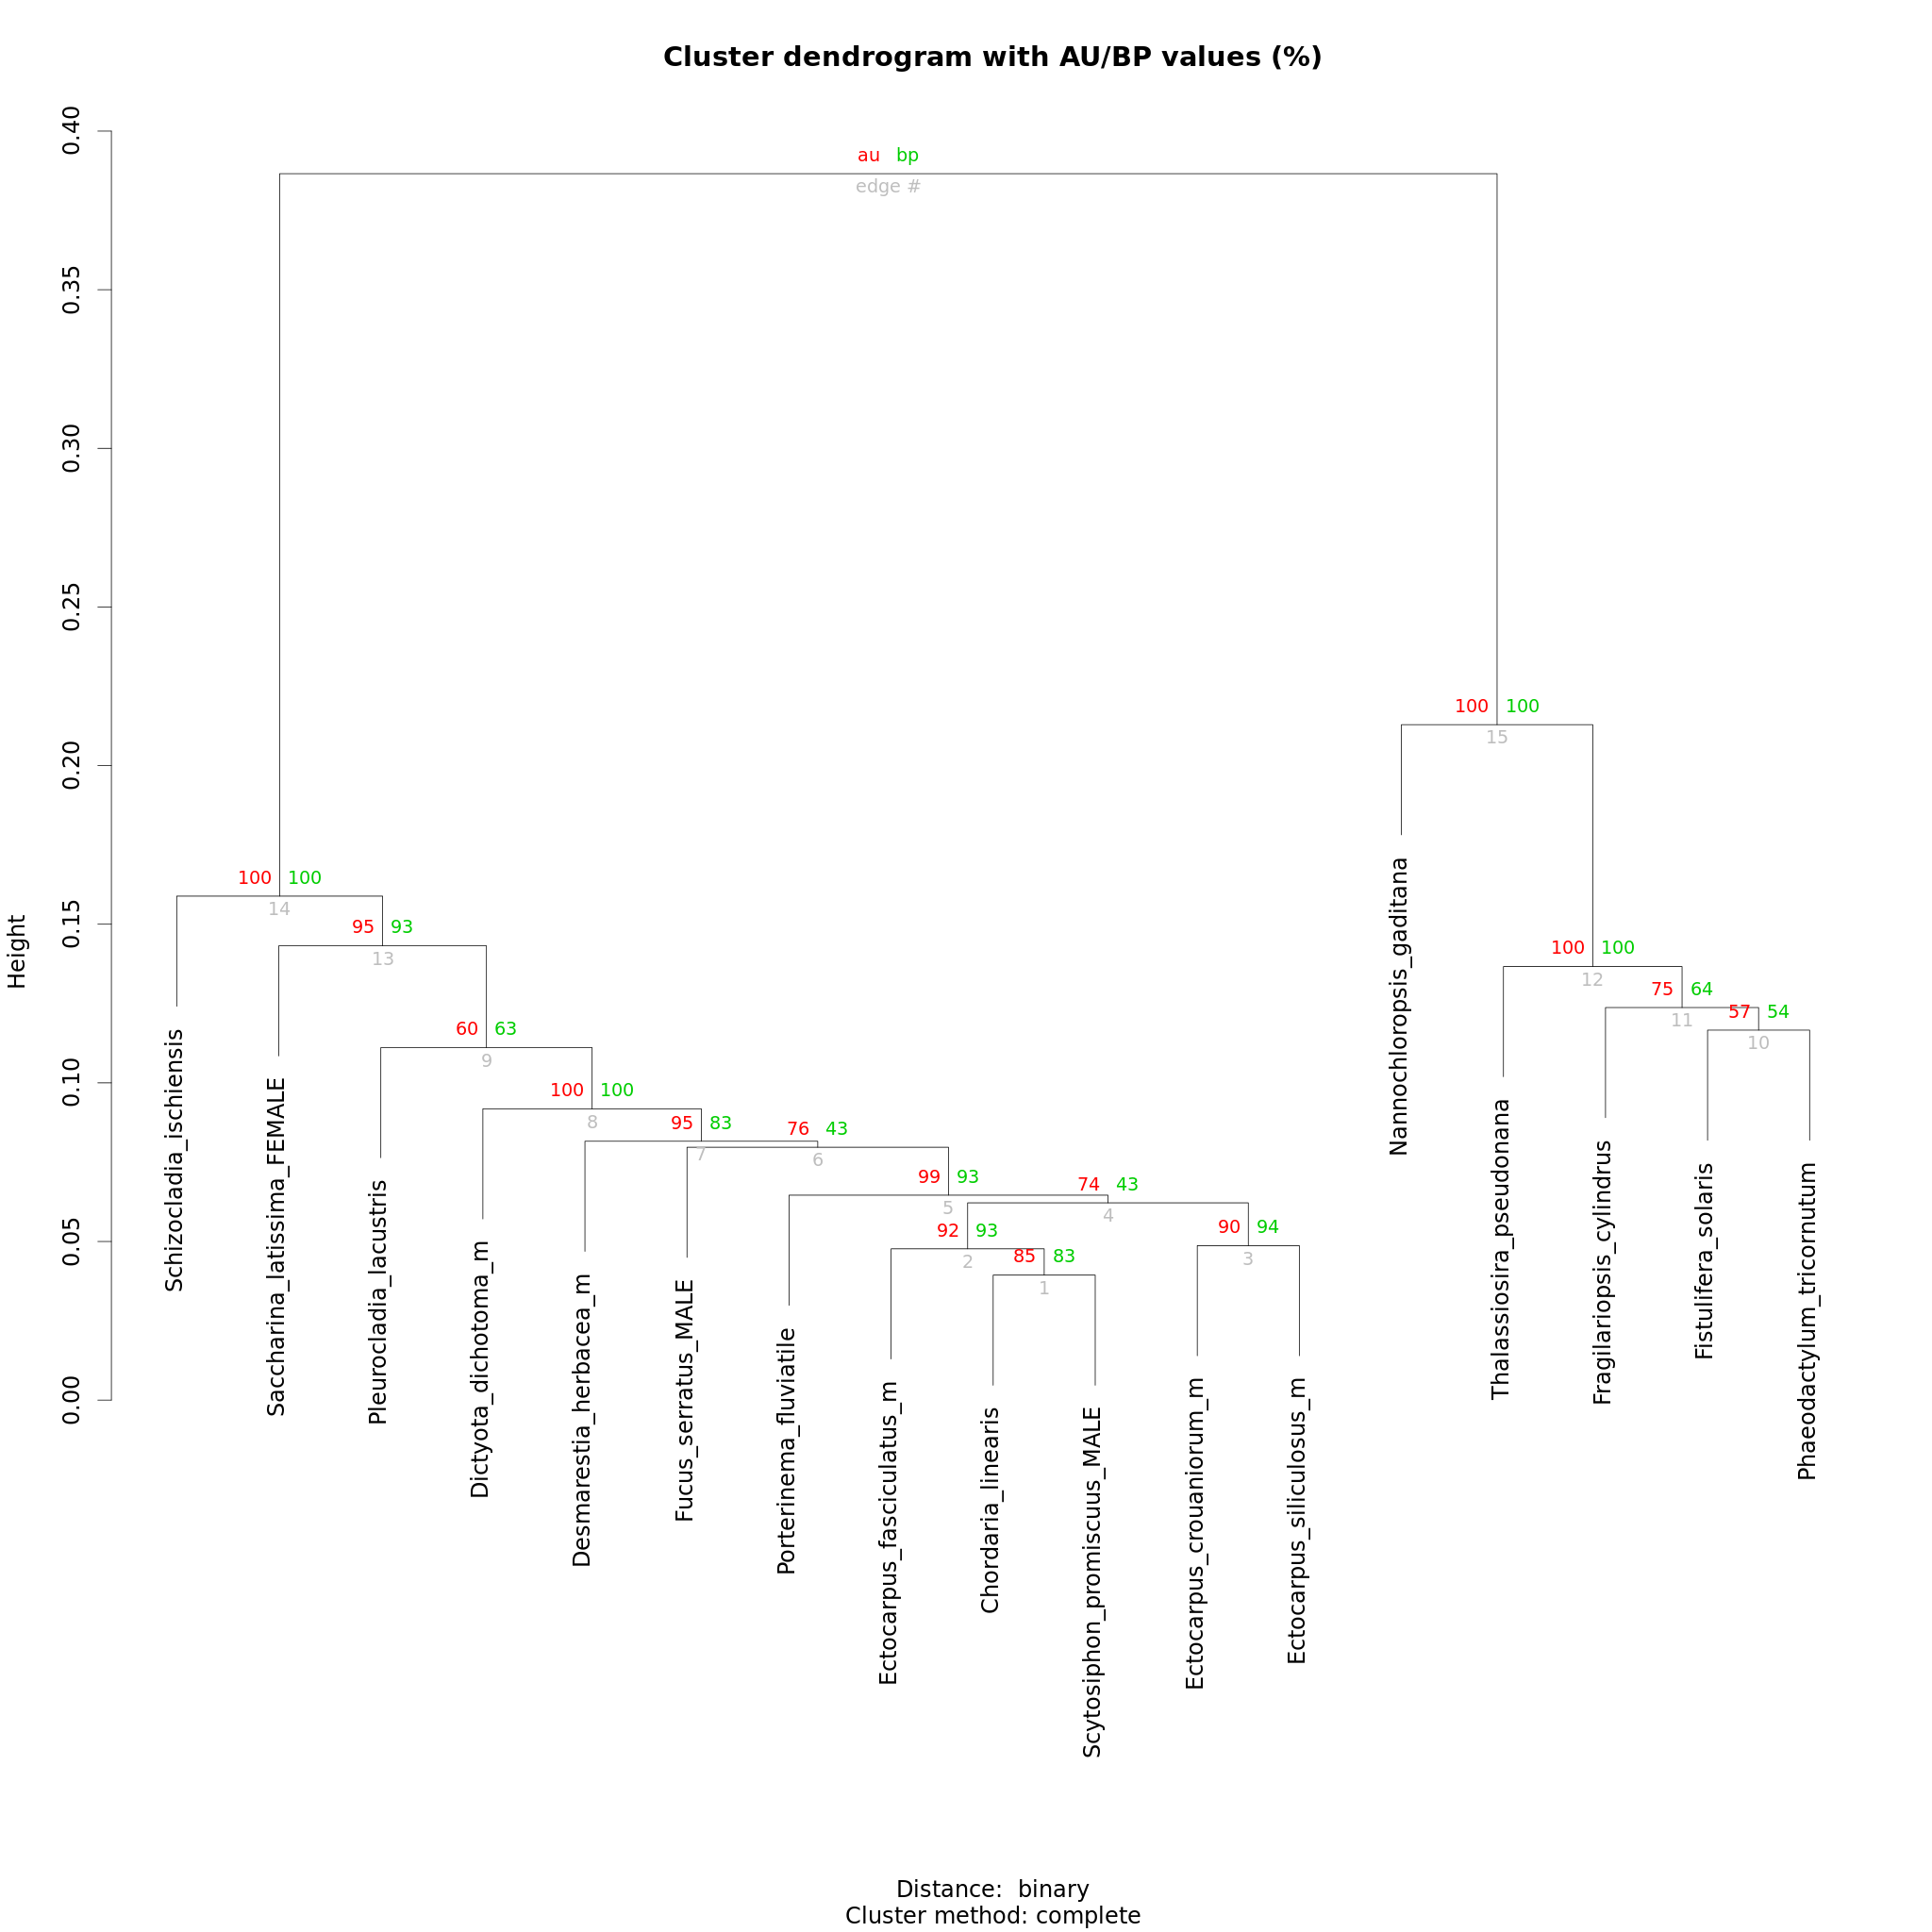 Cluster dendrogram with AU/BP values (%)
Height
0.40
0.35
0.30
0.25
0.20
0.15
0.10
0.05
0.00
au bp
edge #
100 100
15
100 100
14
95 93
13
100 100
12
75 64
11
57 54
10
60 63
9
100 100
8
95 83
7
76 43
6
99 93
5
74 43
4
92 93
2
90 94
3
85 83
1
Schizocladia_ischiensis
Saccharina_latissima_FEMALE
Pleurocladia_lacustris
Dictyota_dichotoma_m
Desmarestia_herbacea_m
Fucus_serratus_MALE
Porterinema_fluviatile
Ectocarpus_fasciculatus_m
Chordaria_linearis
Scytosiphon_promiscuus_MALE
Ectocarpus_crouaniorum_m
Ectocarpus_siliculosus_m
Nannochloropsis_gaditana
Thalassiosira_pseudonana
Fragilariopsis_cylindrus
Fistulifera_solaris
Phaeodactylum_tricornutum
Distance: binary
Cluster method: complete